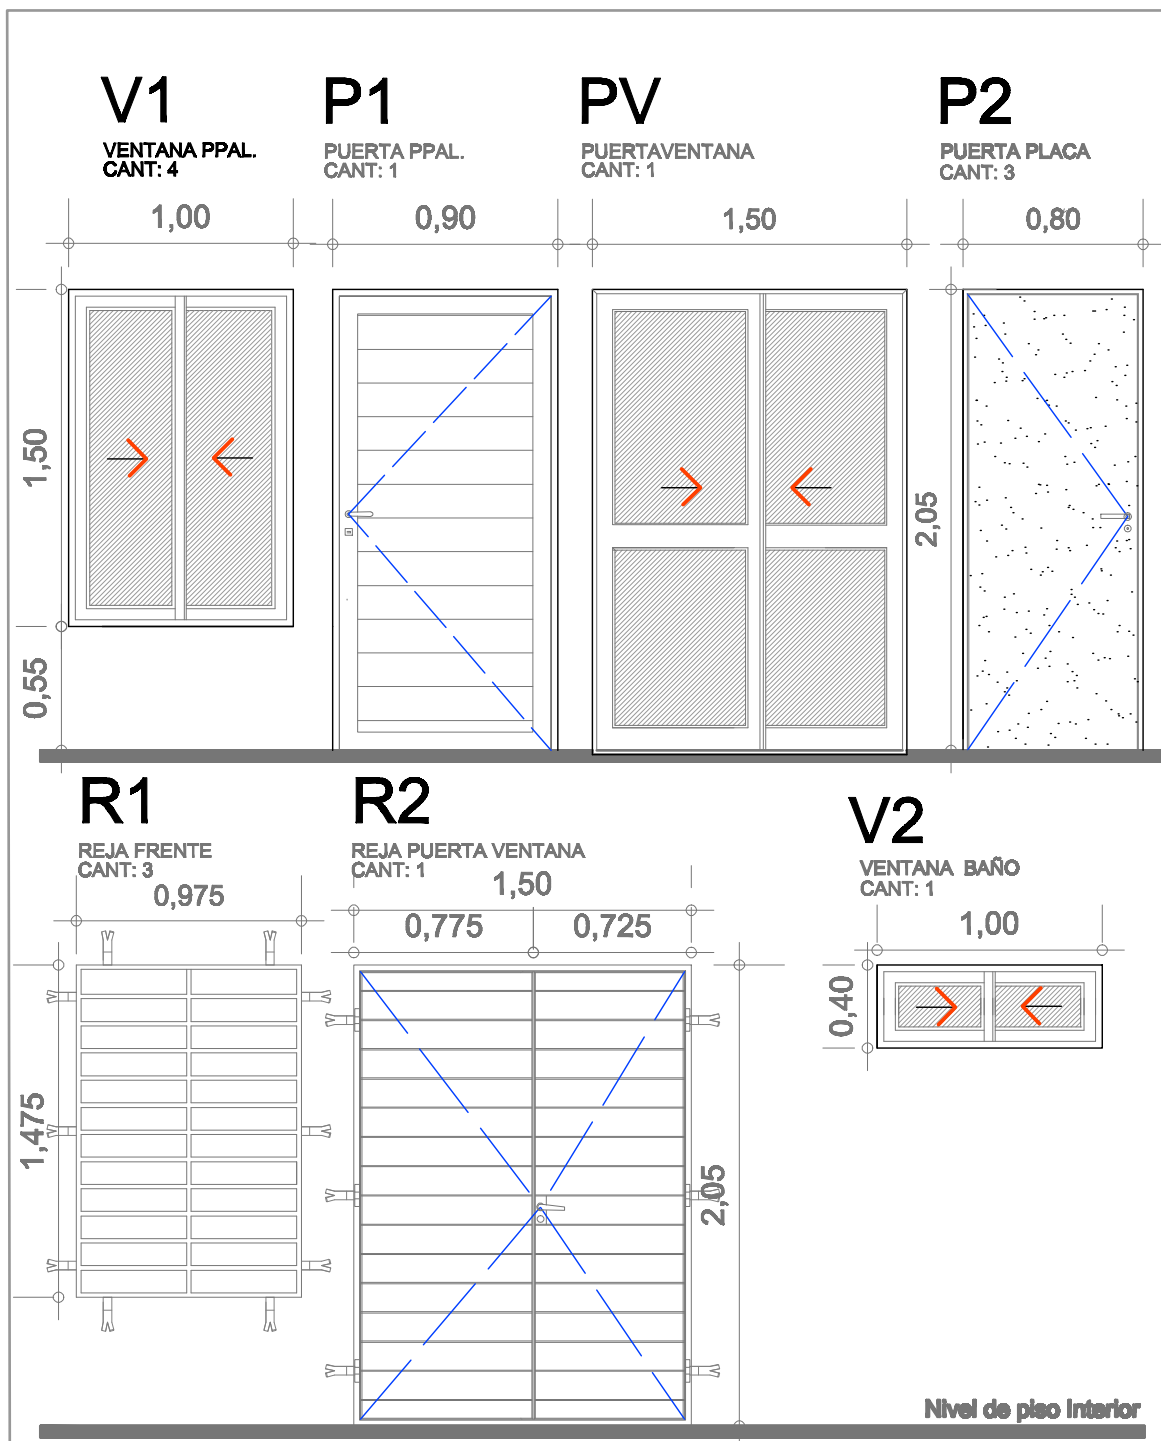 V1
VENTANA PPAL.
CANT: 4
P1
PUERTA PPAL.
CANT: 1
PV
PUERTAVENTANA
CANT: 1
P2
PUERTA PLACA
CANT: 3
1,00
0,90
1,50
0,80
1,50
0,55
2,05
R1
REJA FRENTE
CANT: 3
0,975
1,475
R2
REJA PUERTA VENTANA
CANT: 1
1,50
0,775
0,725
2,05
V2
VENTANA BAÑO
CANT: 1
1,00
0,40
Nivel de piso Interior